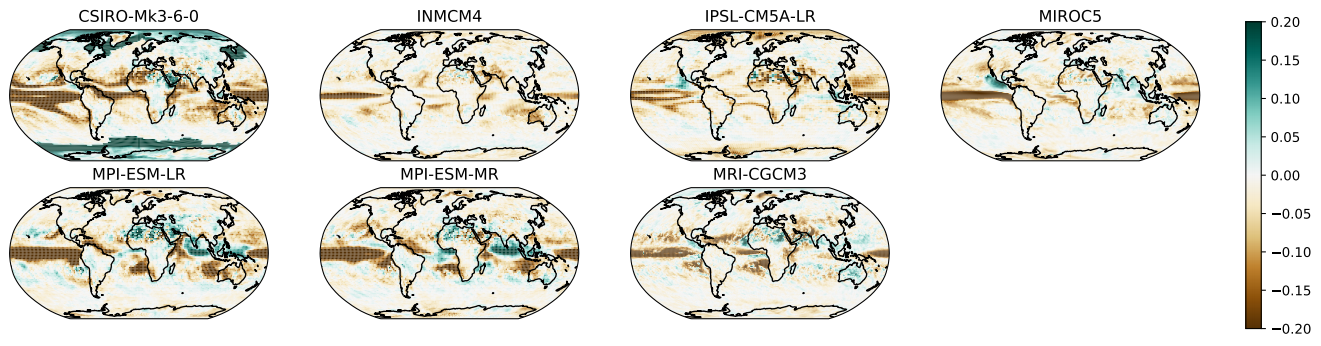 CSIRO-Mk3-6-0
INMCM4
IPSL-CM5A-LR
MIROC5
MPI-ESM-LR
MPI-ESM-MR
MRI-CGCM3
0.20
0.15
0.10
0.05
0.00
−0.05
−0.10
−0.15
−0.20